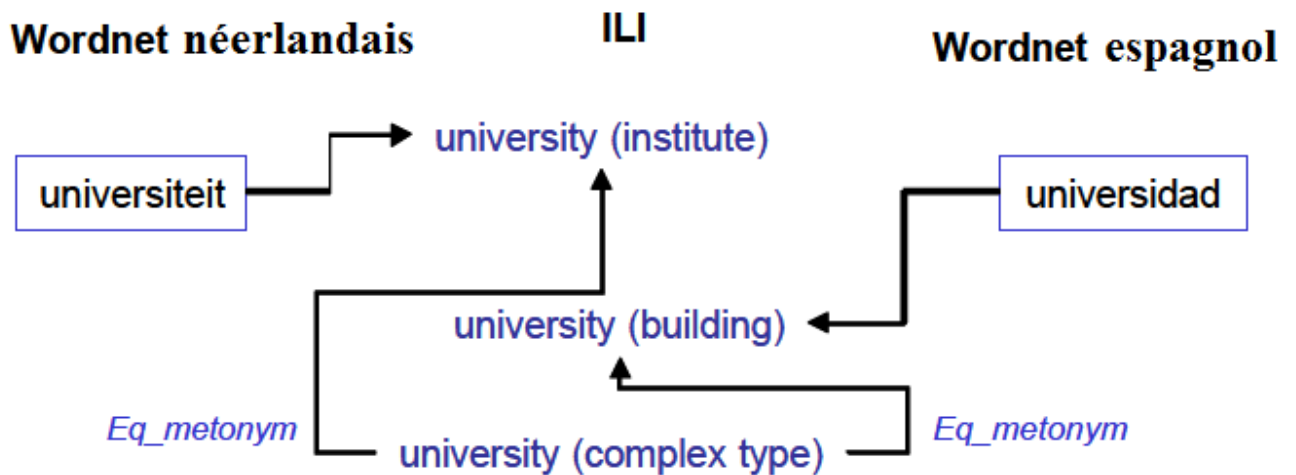 Wordnet néerlandais
ILI
Wordnet espagnol
university (institute)
universiteit
universidad
university (building)
Eq_metonym
university (complex type)
Eq_metonym